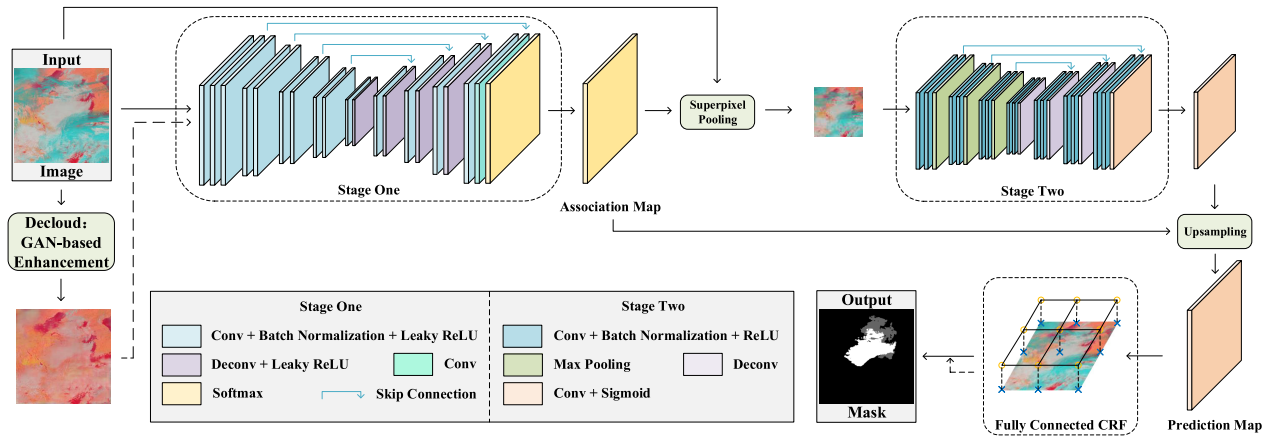 Input
Image
Decloud：
GAN-based
Enhancement
Stage One
Association Map
Superpixel
Pooling
Stage Two
Upsampling
Prediction Map
Fully Connected CRF
Output
Mask
Stage One
Conv + Batch Normalization + Leaky ReLU
Deconv + Leaky ReLU
Conv
Softmax
Skip Connection
Stage Two
Conv + Batch Normalization + ReLU
Max Pooling
Deconv
Conv + Sigmoid